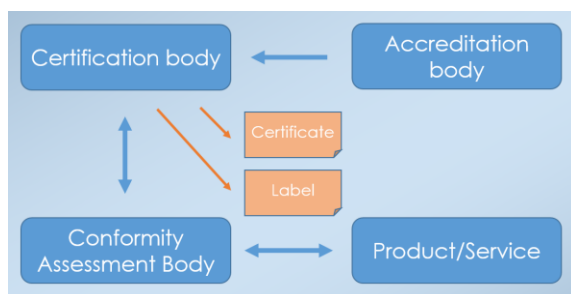 Certification body
Accreditation
body
Certificate
Label
Conformity
Assessment Body
Product/Service